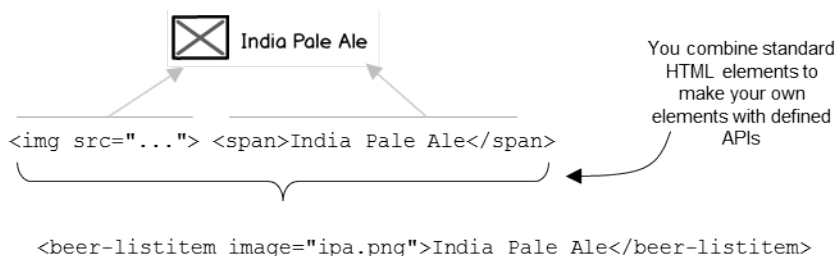 India Pale Ale
You combine standard
HTML elements to
make your own
elements with defined
APIs
<img src="..."> <span>India Pale Ale</span>
<beer-listitem image="ipa.png">India Pale Ale</beer-listitem>